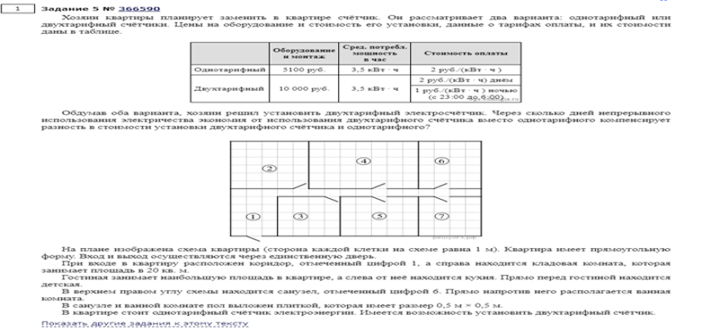 1
Задание 5 № 366590
Хозяин квартиры планирует заменить в квартире счётчик. Он рассматривает два варианта: однотарифный или
двухтарифный счётчики. Цены на оборудование и стоимость его установки, данные о тарифах оплаты, и их стоимости
даны в таблице.
Оборудование и монтаж
Сред. потребл. мощность в час
Стоимость оплаты
Однотарифный 5100 руб. 3,5 кВт · ч 2 руб./(кВт · ч )
Двухтарифный 10 000 руб. 3,5 кВт · ч 2 руб./(кВт · ч) днём
1 руб./(кВт · ч ) ночью
(с 23:00 до 6:00)
Обдумав оба варианта, хозяин решил установить двухтарифный электросчётчик. Через сколько дней непрерывного
использования электричества экономия от использования двухтарифного счётчика вместо однотарифного компенсирует
разность в стоимости установки двухтарифного счётчика и однотарифного?
2 4 6
1 3 5 7
На плане изображена схема квартиры (сторона каждой клетки на схеме равна 1 м). Квартира имеет прямоугольную
форму. Вход и выход осуществляются через единственную дверь.
При входе в квартиру расположен коридор, отмеченный цифрой 1, а справа находится кладовая комната, которая
занимает площадь в 20 кв. м.
Гостиная занимает наибольшую площадь в квартире, а слева от неё находится кухня. Прямо перед гостиной находится
детская.
В верхнем правом углу схемы находится санузел, отмеченный цифрой 6. Прямо напротив него располагается ванная
комната.
В санузле и ванной комнате пол выложен плиткой, которая имеет размер 0,5 м × 0,5 м.
В квартире стоит однотарифный счётчик электроэнергии. Имеется возможность установить двухтарифный счётчик.
Показать другие задания к этому тексту